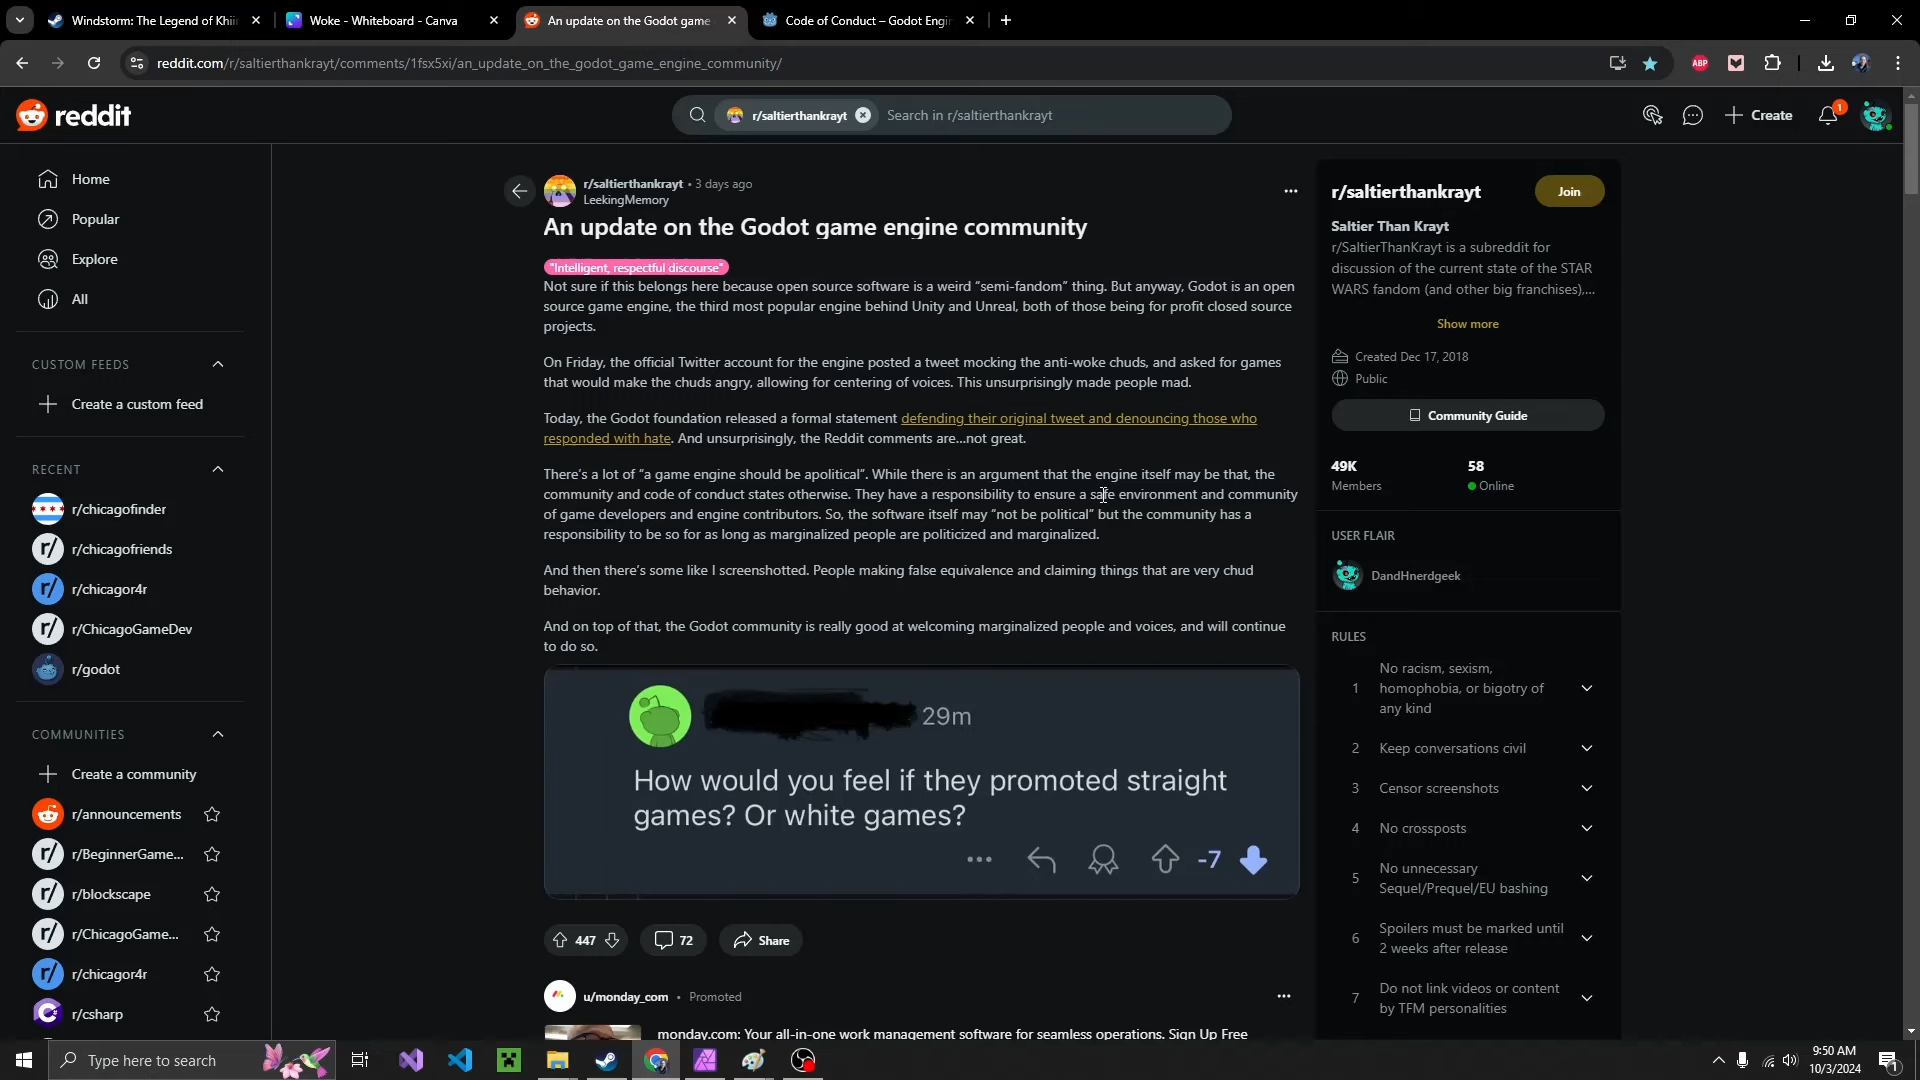 Windstorm: The Legend of Khii
Woke - Whiteboard - Canva
An update on the Godot game
Code of Conduct – Godot Engi
reddit.com/r/saltierthankrayt/comments/1fsx5xi/an_update_on_the_godot_game_engine_community/
ABP
reddit
r/saltierthankrayt
Search in r/saltierthankrayt
Create
1
Home
Popular
Explore
All
CUSTOM FEEDS
Create a custom feed
RECENT
r/chicagofinder
r/chicagofriends
r/chicagor4r
r/ChicagoGameDev
r/godot
COMMUNITIES
Create a community
r/announcements
r/BeginnerGame...
r/blockscape
r/ChicagoGame...
r/chicagor4r
r/csharp
r/saltierthankrayt • 3 days ago
LeekingMemory
An update on the Godot game engine community
"Intelligent, respectful discourse"
Not sure if this belongs here because open source software is a weird “semi-fandom” thing. But anyway, Godot is an open
source game engine, the third most popular engine behind Unity and Unreal, both of those being for profit closed source
projects.
On Friday, the official Twitter account for the engine posted a tweet mocking the anti-woke chuds, and asked for games
that would make the chuds angry, allowing for centering of voices. This unsurprisingly made people mad.
Today, the Godot foundation released a formal statement defending their original tweet and denouncing those who
responded with hate. And unsurprisingly, the Reddit comments are...not great.
There’s a lot of “a game engine should be apolitical”. While there is an argument that the engine itself may be that, the
community and code of conduct states otherwise. They have a responsibility to ensure a safe environment and community
of game developers and engine contributors. So, the software itself may “not be political” but the community has a
responsibility to be so for as long as marginalized people are politicized and marginalized.
And then there’s some like I screenshotted. People making false equivalence and claiming things that are very chud
behavior.
And on top of that, the Godot community is really good at welcoming marginalized people and voices, and will continue
to do so.
29m
How would you feel if they promoted straight
games? Or white games?
-7
447
72
Share
u/monday_com • Promoted
monday.com: Your all-in-one work management software for seamless operations. Sign Up Free
r/saltierthankrayt
Join
Saltier Than Krayt
r/SaltierThanKrayt is a subreddit for
discussion of the current state of the STAR
WARS fandom (and other big franchises),...
Show more
Created Dec 17, 2018
Public
Community Guide
49K
58
Members
Online
USER FLAIR
DandHnerdgeek
RULES
1 No racism, sexism,
homophobia, or bigotry of
any kind
2 Keep conversations civil
3 Censor screenshots
4 No crossposts
5 No unnecessary
Sequel/Prequel/EU bashing
6 Spoilers must be marked until
2 weeks after release
7 Do not link videos or content
by TFM personalities
Type here to search
9:50 AM
10/3/2024
1